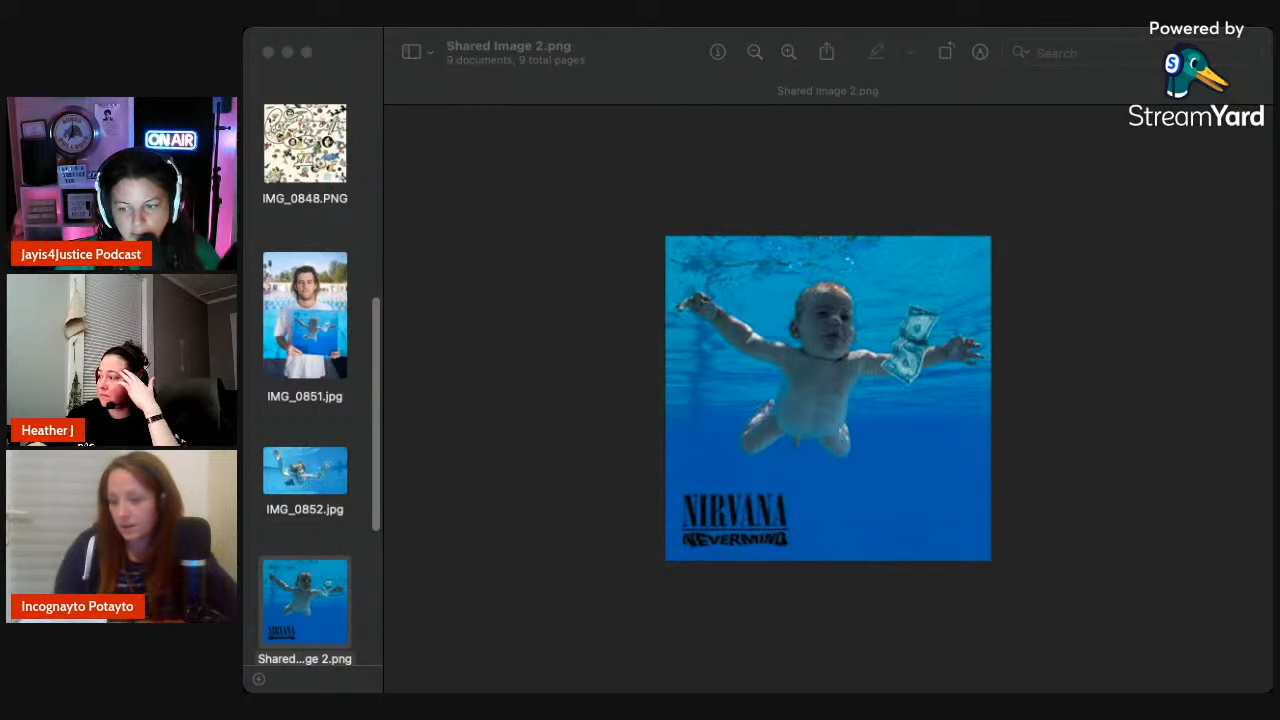 Powered by
StreamYard
Shared Image 2.png
9 documents, 9 total pages
Search
Shared Image 2.png
ON AIR
Jayis4Justice Podcast
Heather J
Incognayto Potayto
IMG_0848.PNG
IMG_0851.jpg
IMG_0852.jpg
NIRVANA
Shared...ge 2.png
NIRVANA
NEVERMIND